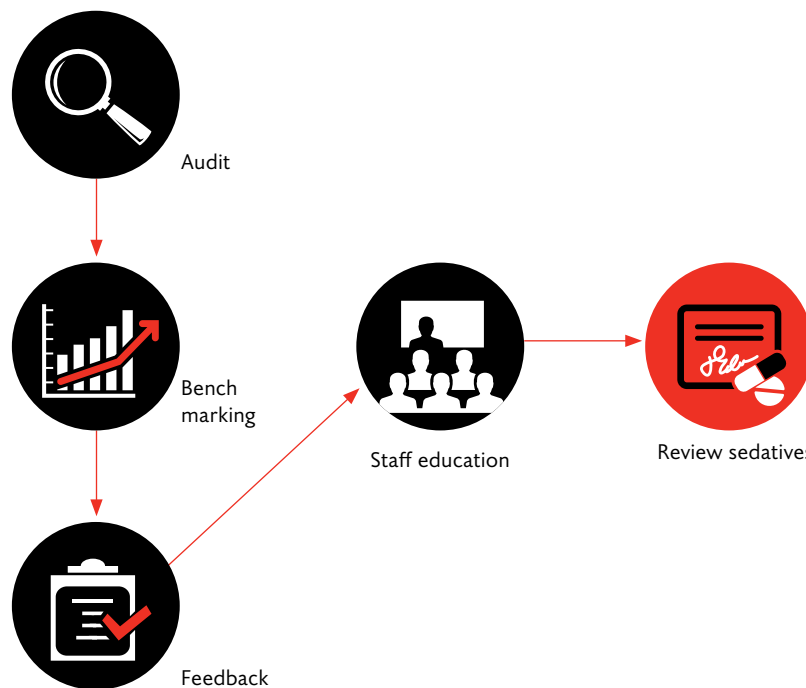 Audit
Bench
marking
Feedback
Staff education
Review sedatives